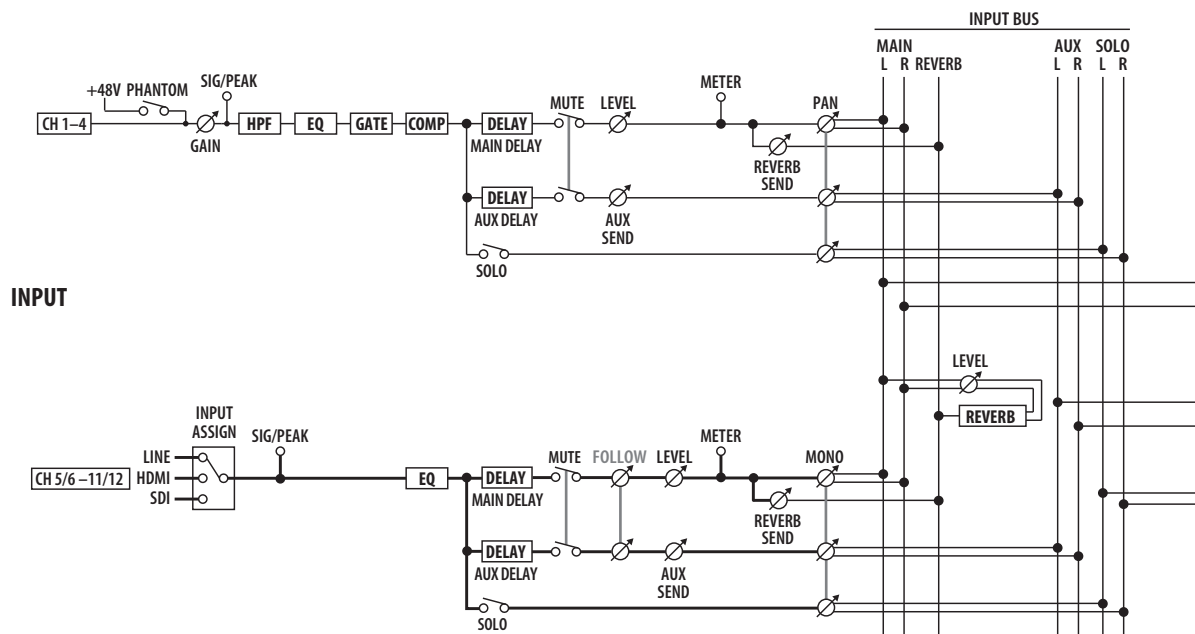 INPUT BUS
MAIN
AUX SOLO
L R REVERB
L R L R
+48V PHANTOM
SIG/PEAK
CH 1–4
GAIN
HPF
EQ
GATE
COMP
DELAY
MAIN DELAY
MUTE
LEVEL
METER
PAN
REVERB
SEND
DELAY
AUX DELAY
AUX
SEND
SOLO
INPUT
LEVEL
REVERB
INPUT
ASSIGN
LINE
HDMI
SDI
CH 5/6 –11/12
SIG/PEAK
EQ
DELAY
MAIN DELAY
MUTE
FOLLOW
LEVEL
METER
MONO
REVERB
SEND
DELAY
AUX DELAY
AUX
SEND
SOLO